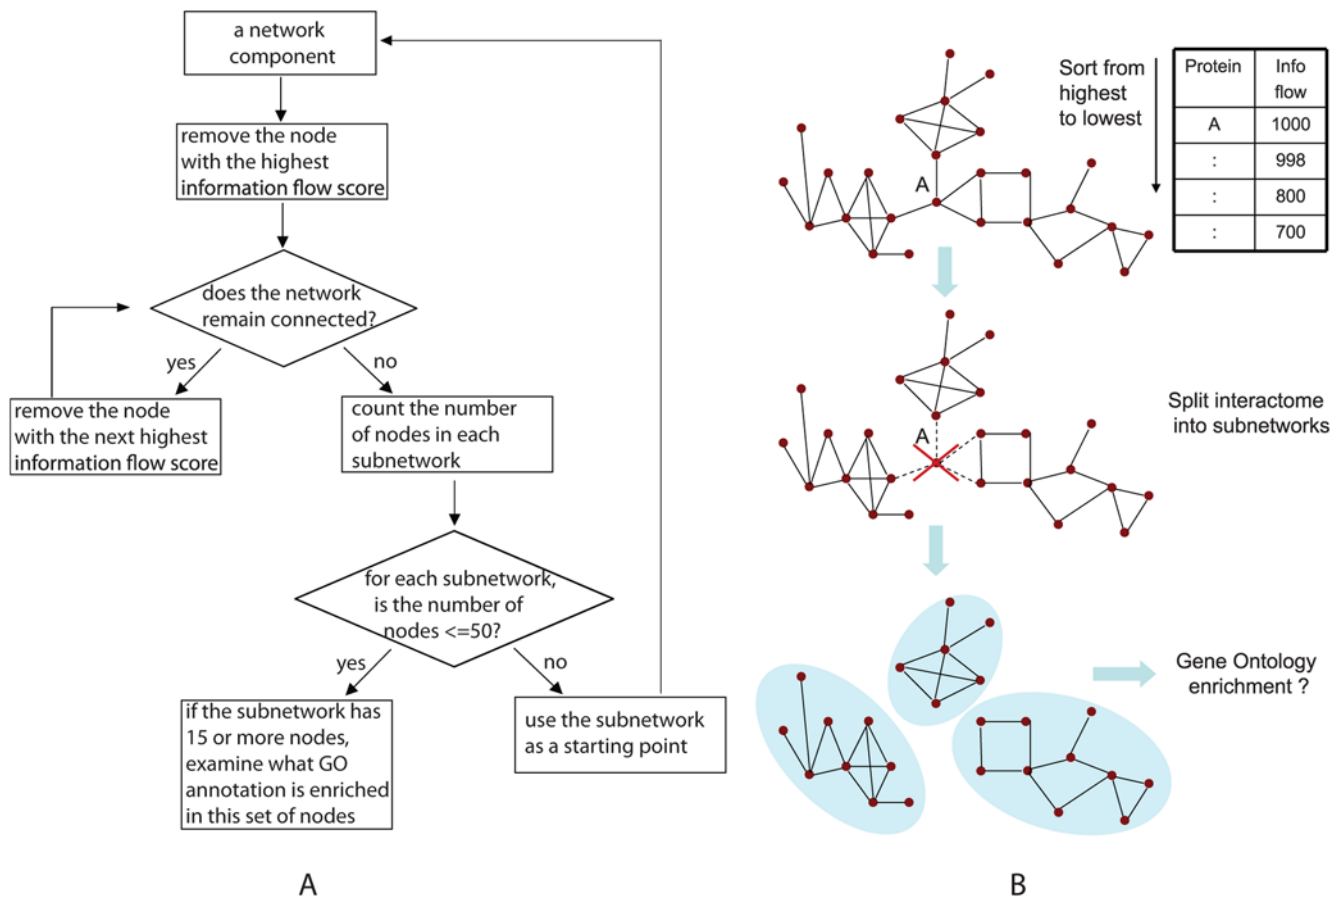 a network
component
remove the node
with the highest
information flow score
does the network
remain connected?
yes
no
remove the node
with the next highest
information flow score
count the number
of nodes in each
subnetwork
for each subnetwork,
is the number of
nodes <=50?
yes
no
if the subnetwork has
15 or more nodes,
examine what GO
annotation is enriched
in this set of nodes
use the subnetwork
as a starting point
A
Sort from
highest
to lowest
Protein Info
flow
A 1000
: 998
: 800
: 700
A
A
Split interactome
into subnetworks
Gene Ontology
enrichment ?
B